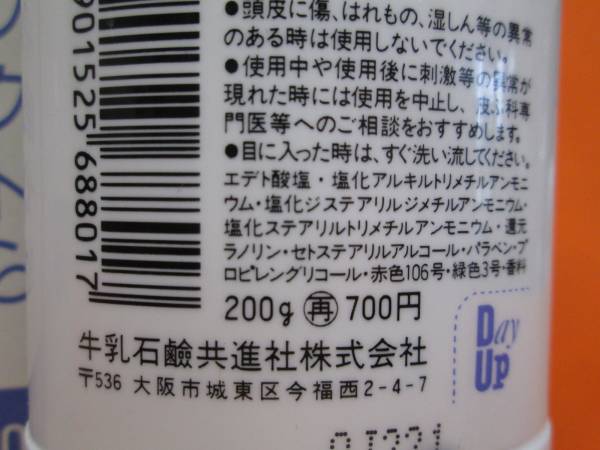 ●頭皮に傷、はれもの、湿しん等の異常
のある時は使用しないでください。
●使用中や使用後に刺激等の異常が
現れた時には使用を中止し、皮ふ科専
門医等へのご相談をおすすめします。
●目に入った時は、すぐ洗い流してください。
エデト酸塩・塩化アルキルトリメチルアンモニ
ウム・塩化ジステアリルジメチルアンモニウム・
塩化ステアリルトリメチルアンモニウム・還元
ラノリン・セトステアリルアルコール・パラベン・プ
ロピレングリコール・赤色106号・緑色3号・香料
200g 再 700円
牛乳石鹼共進社株式会社
〒536 大阪市城東区今福西2-4-7
Day
Up
901525688017